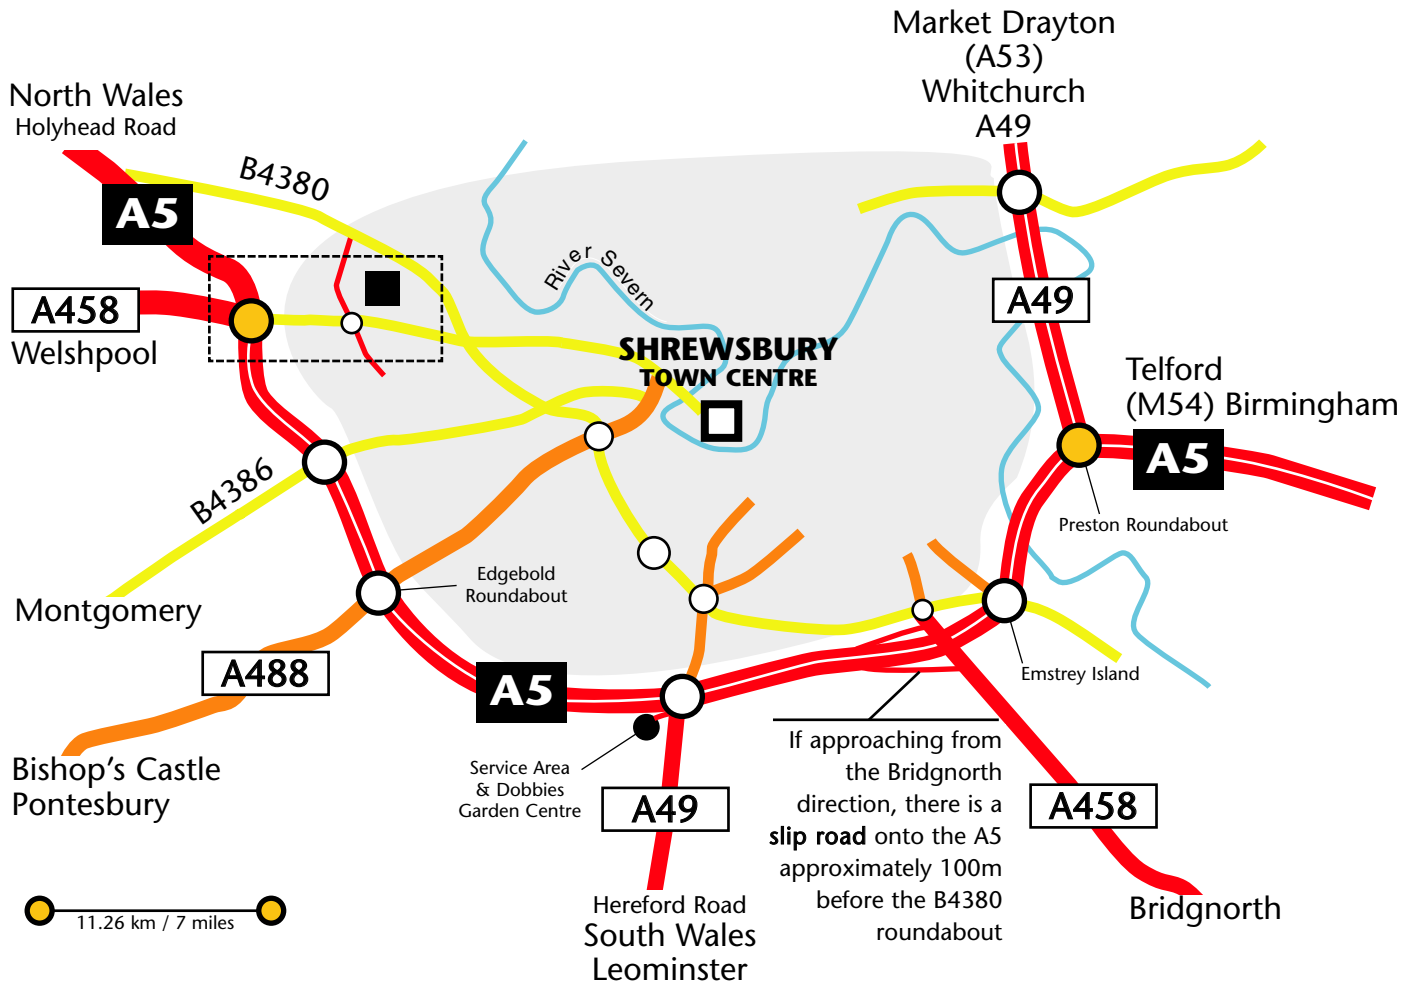 Market Drayton
(A53)
Whitchurch
A49
North Wales
Holyhead Road
B4380
A5
River Severn
A458
Welshpool
A49
SHREWSBURY
TOWN CENTRE
Telford
(M54) Birmingham
A5
B4386
Preston Roundabout
Edgebold
Roundabout
Montgomery
A488
A5
Emstrey Island
Bishop's Castle
Pontesbury
Service Area
& Dobbies
Garden Centre
A49
If approaching from
the Bridgnorth
direction, there is a
slip road onto the A5
approximately 100m
before the B4380
roundabout
A458
Bridgnorth
11.26 km / 7 miles
Hereford Road
South Wales
Leominster